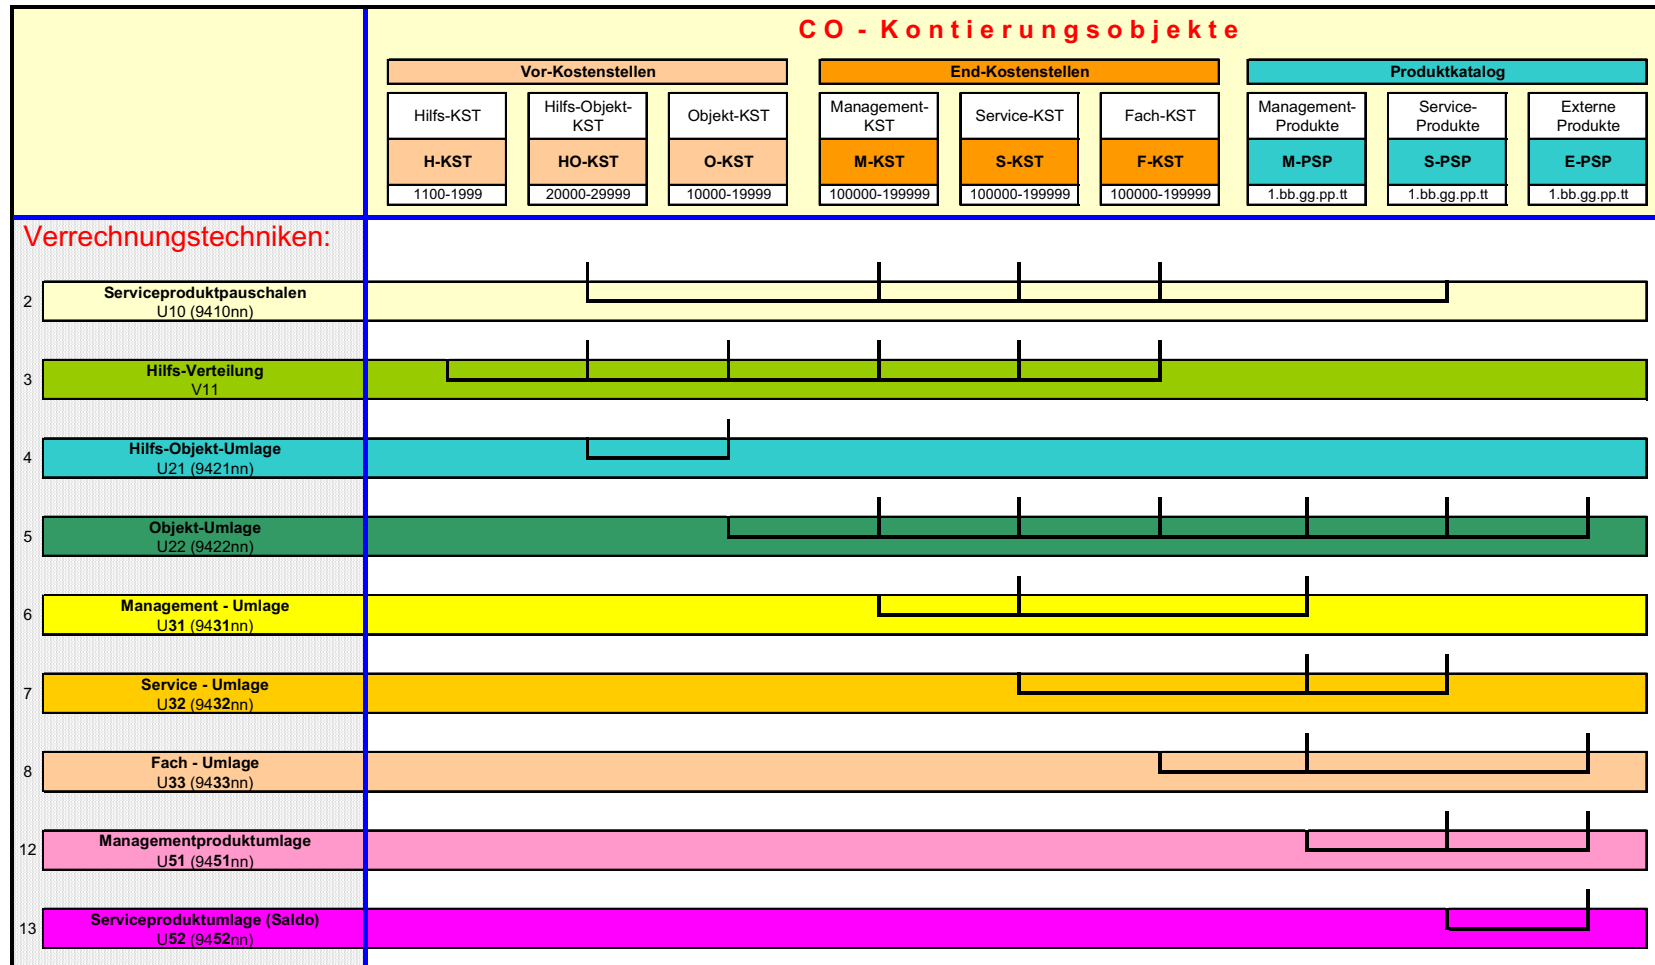 CO - Kontierungsobjekte
Vor-Kostenstellen
End-Kostenstellen
Produktkatalog
Hilfs-KST
Hilfs-Objekt-
KST
Objekt-KST
Management-
KST
Service-KST
Fach-KST
Management-
Produkte
Service-
Produkte
Externe
Produkte
H-KST
HO-KST
O-KST
M-KST
S-KST
F-KST
M-PSP
S-PSP
E-PSP
1100-1999
20000-29999
10000-19999
100000-199999
100000-199999
100000-199999
1.bb.gg.pp.tt
1.bb.gg.pp.tt
1.bb.gg.pp.tt
Verrechnungstechniken:
2
Serviceproduktpauschalen
U10 (9410nn)
3
Hilfs-Verteilung
V11
4
Hilfs-Objekt-Umlage
U21 (9421nn)
5
Objekt-Umlage
U22 (9422nn)
6
Management - Umlage
U31 (9431nn)
7
Service - Umlage
U32 (9432nn)
8
Fach - Umlage
U33 (9433nn)
12
Managementproduktumlage
U51 (9451nn)
13
Serviceproduktumlage (Saldo)
U52 (9452nn)